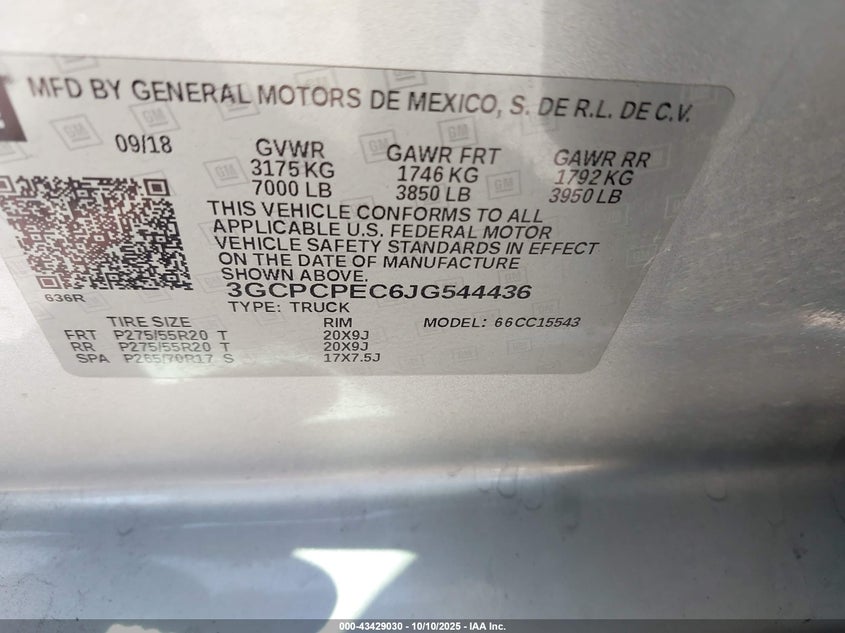 MFD BY GENERAL MOTORS DE MEXICO, S. DE R.L. DE C.V.
09/18 GVWR GAWR FRT GAWR RR
3175 KG 1746 KG 1792 KG
7000 LB 3850 LB 3950 LB
THIS VEHICLE CONFORMS TO ALL
APPLICABLE U.S. FEDERAL MOTOR
VEHICLE SAFETY STANDARDS IN EFFECT
ON THE DATE OF MANUFACTURE
SHOWN ABOVE.
636R
3GCPCPEC6JG544436
TYPE: TRUCK
TIRE SIZE RIM MODEL: 66CC15543
FRT P275/55R20 T 20X9J
RR P275/55R20 T 20X9J
SPA P265/70R17 S 17X7.5J
000-43429030 - 10/10/2025 - IAA Inc.